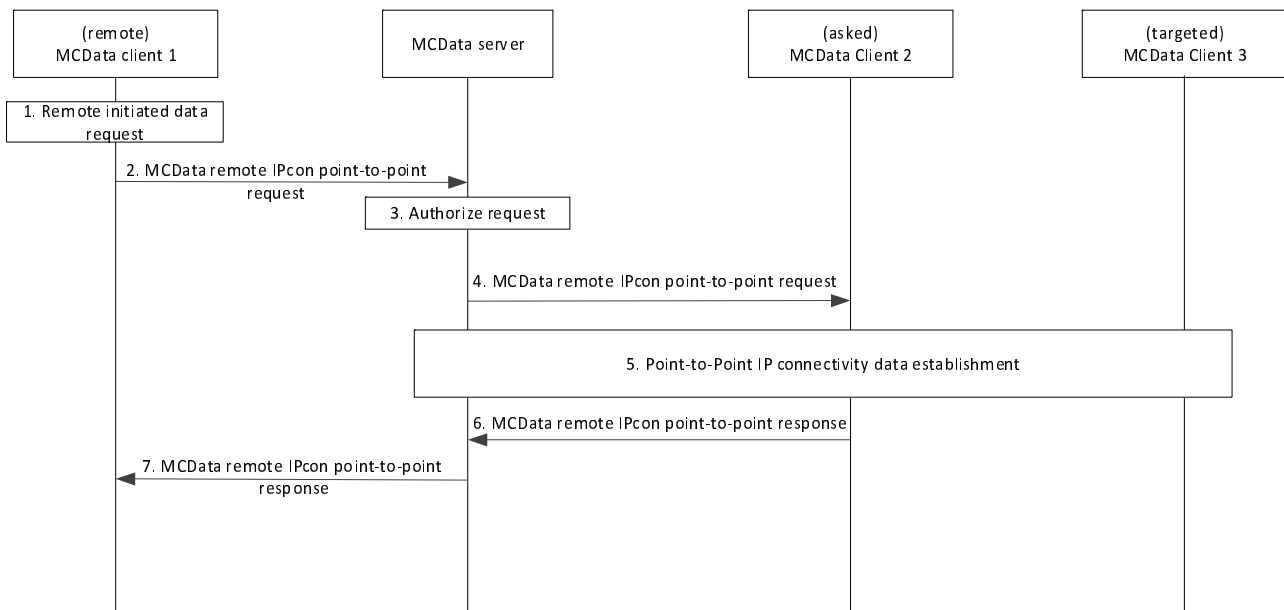 (remote)
MCData client 1
MCData server
(asked)
MCData Client 2
(targeted)
MCData Client 3
1. Remote initiated data
request
2. MCData remote IPcon point-to-point
request
3. Authorize request
4. MCData remote IPcon point-to-point request
5. Point-to-Point IP connectivity data establishment
6. MCData remote IPcon point-to-point response
7. MCData remote IPcon point-to-point
response